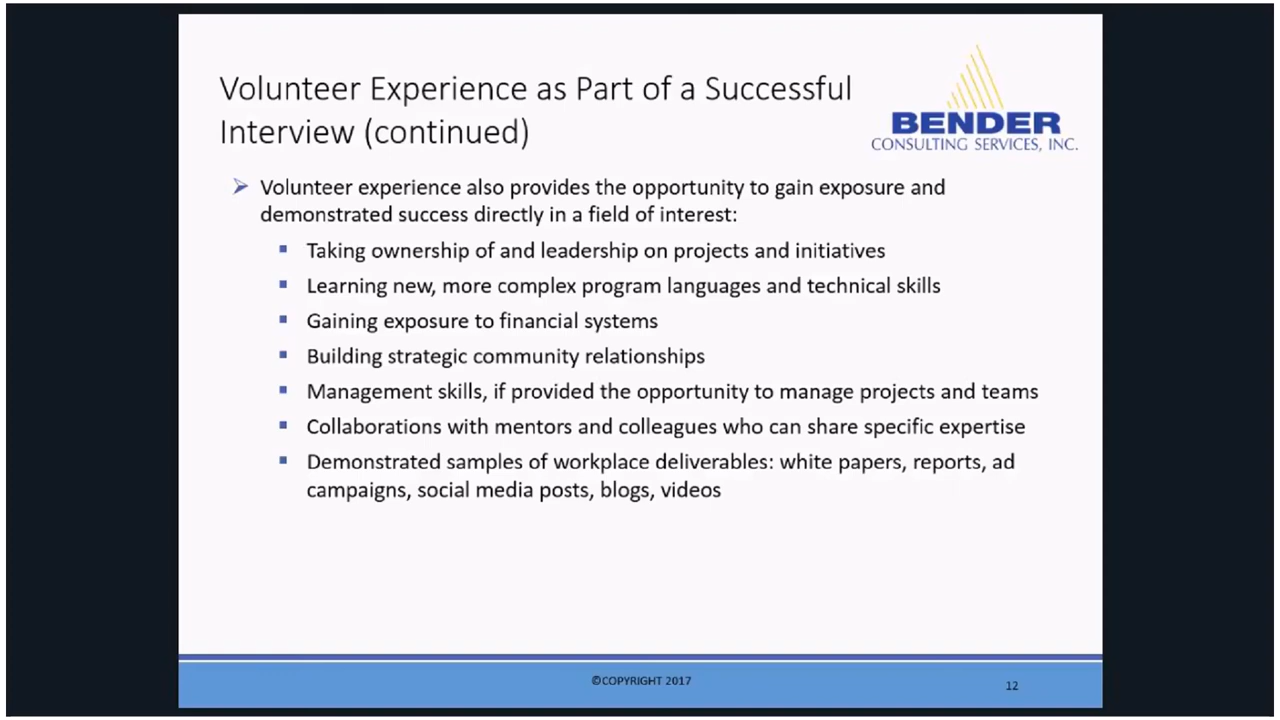 Volunteer Experience as Part of a Successful
Interview (continued)
BENDER
CONSULTING SERVICES, INC.
Volunteer experience also provides the opportunity to gain exposure and
demonstrated success directly in a field of interest:
Taking ownership of and leadership on projects and initiatives
Learning new, more complex program languages and technical skills
Gaining exposure to financial systems
Building strategic community relationships
Management skills, if provided the opportunity to manage projects and teams
Collaborations with mentors and colleagues who can share specific expertise
Demonstrated samples of workplace deliverables: white papers, reports, ad
campaigns, social media posts, blogs, videos
©COPYRIGHT 2017
12